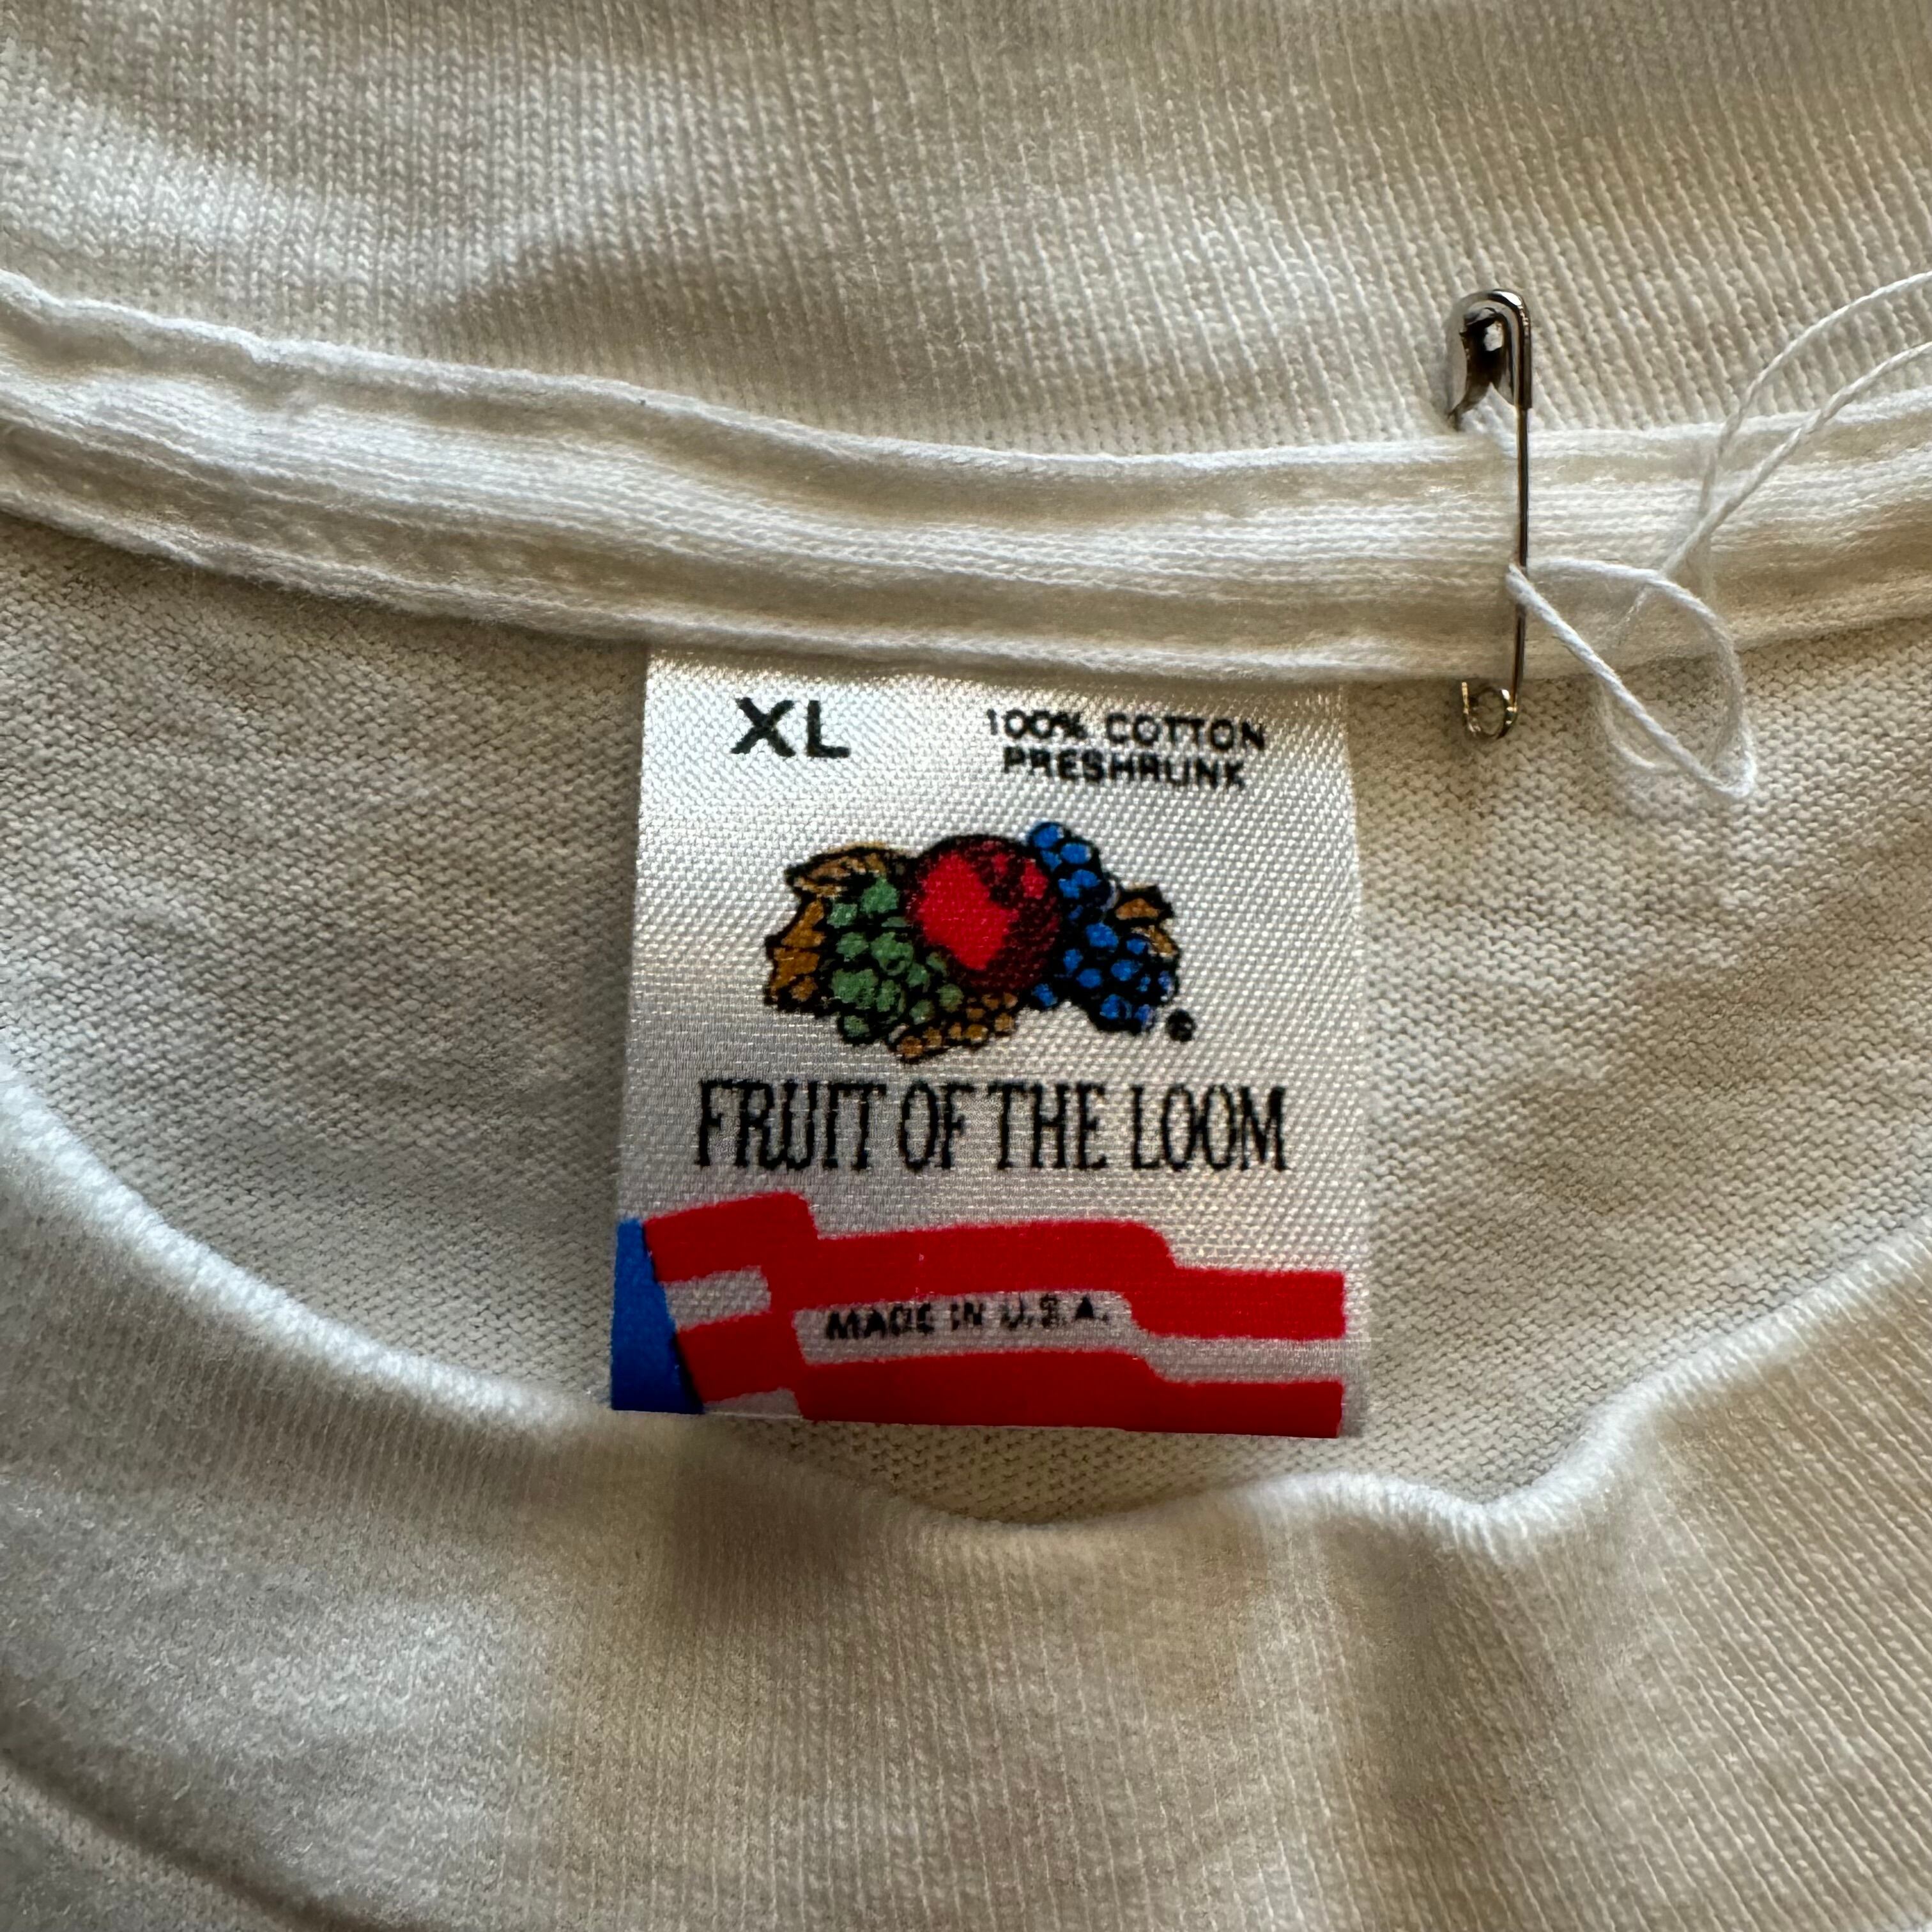 XL
100% COTTON
PRESHRUNK
®
FRUIT OF THE LOOM
MADE IN U.S.A.